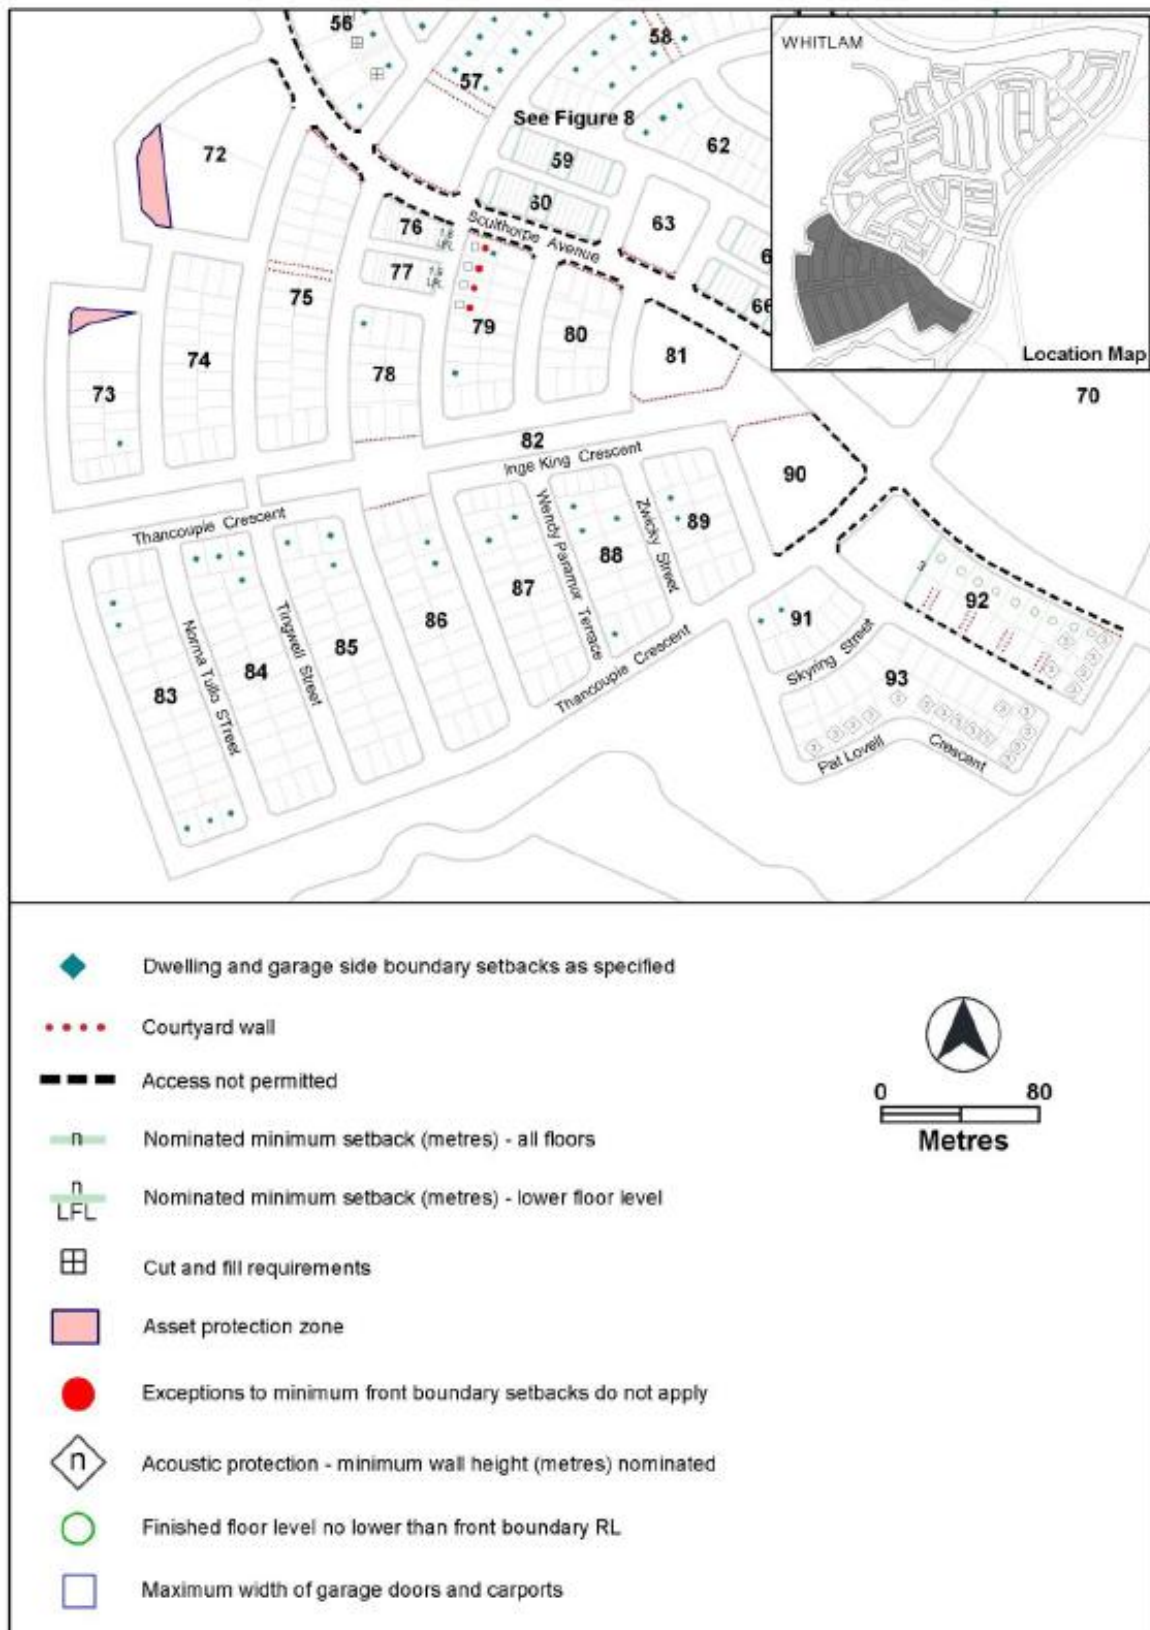 56
57
58
See Figure 8
WHITLAM
Location Map
72
59
62
60
63
76
Sculthorpe Avenue
LFL
77
LFL
75
79
80
81
66
70
74
73
78
82
Inge King Crescent
90
Thancoupie Crescent
89
88
87
Wendy Paramor Terrace
Zwicky Street
86
85
84
83
Norma Tullo STreet
Tingwell Street
Thancoupie Crescent
3
92
91
Skyring Street
93
Pat Lovell Crescent
Dwelling and garage side boundary setbacks as specified
Courtyard wall
Access not permitted
n
Nominated minimum setback (metres) - all floors
n
LFL
Nominated minimum setback (metres) - lower floor level
Cut and fill requirements
Asset protection zone
Exceptions to minimum front boundary setbacks do not apply
n
Acoustic protection - minimum wall height (metres) nominated
Finished floor level no lower than front boundary RL
Maximum width of garage doors and carports
0 80
Metres